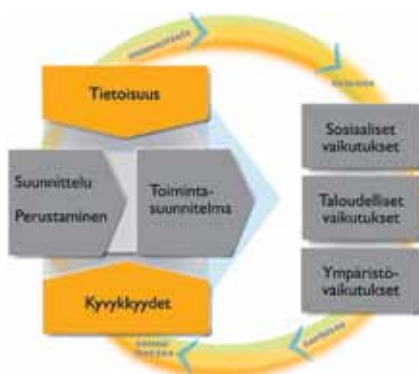 Tietoisuus
Suunnittelu
Perustaminen
Toiminta-
suunnitelma
Kyvykkyydet
Sosiaaliset
vaikutukset
Taloudelliset
vaikutukset
Ympäristö-
vaikutukset